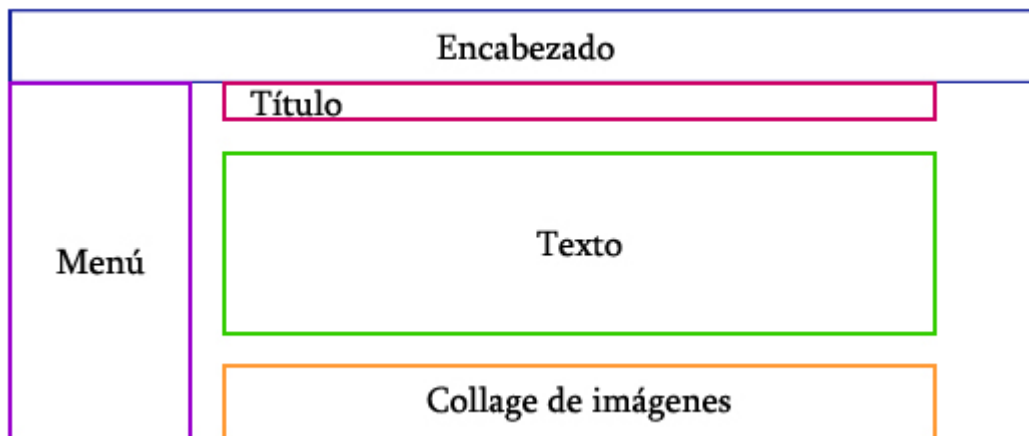 Encabezado
Título
Menú
Texto
Collage de imágenes